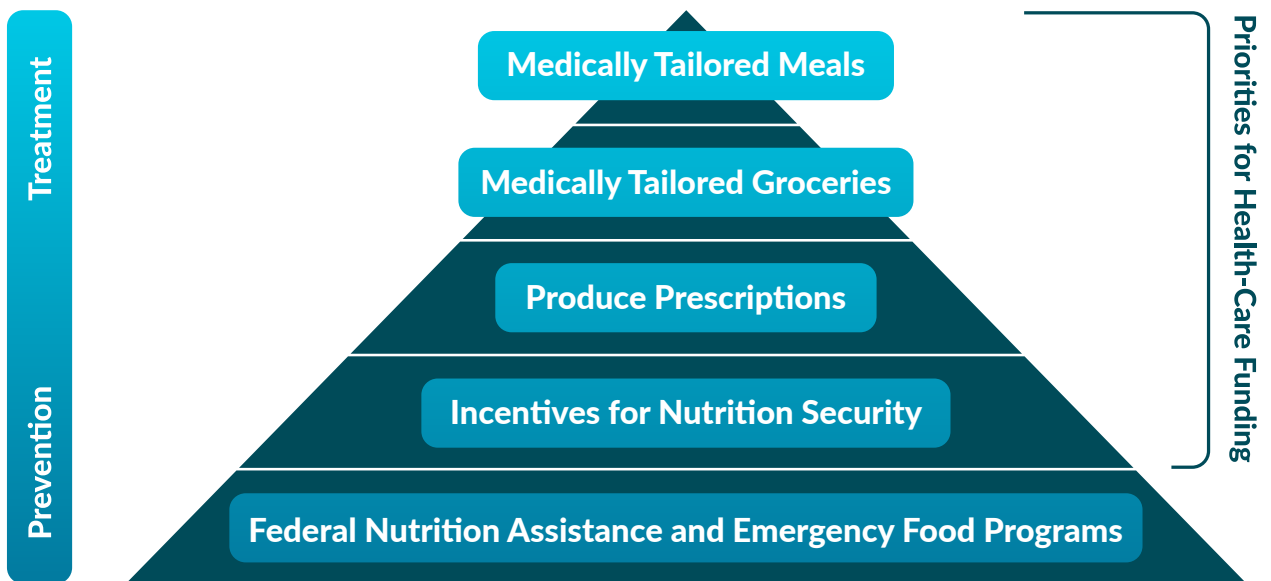 Treatment
Prevention
Medically Tailored Meals
Medically Tailored Groceries
Produce Prescriptions
Incentives for Nutrition Security
Federal Nutrition Assistance and Emergency Food Programs
Priorities for Health-Care Funding